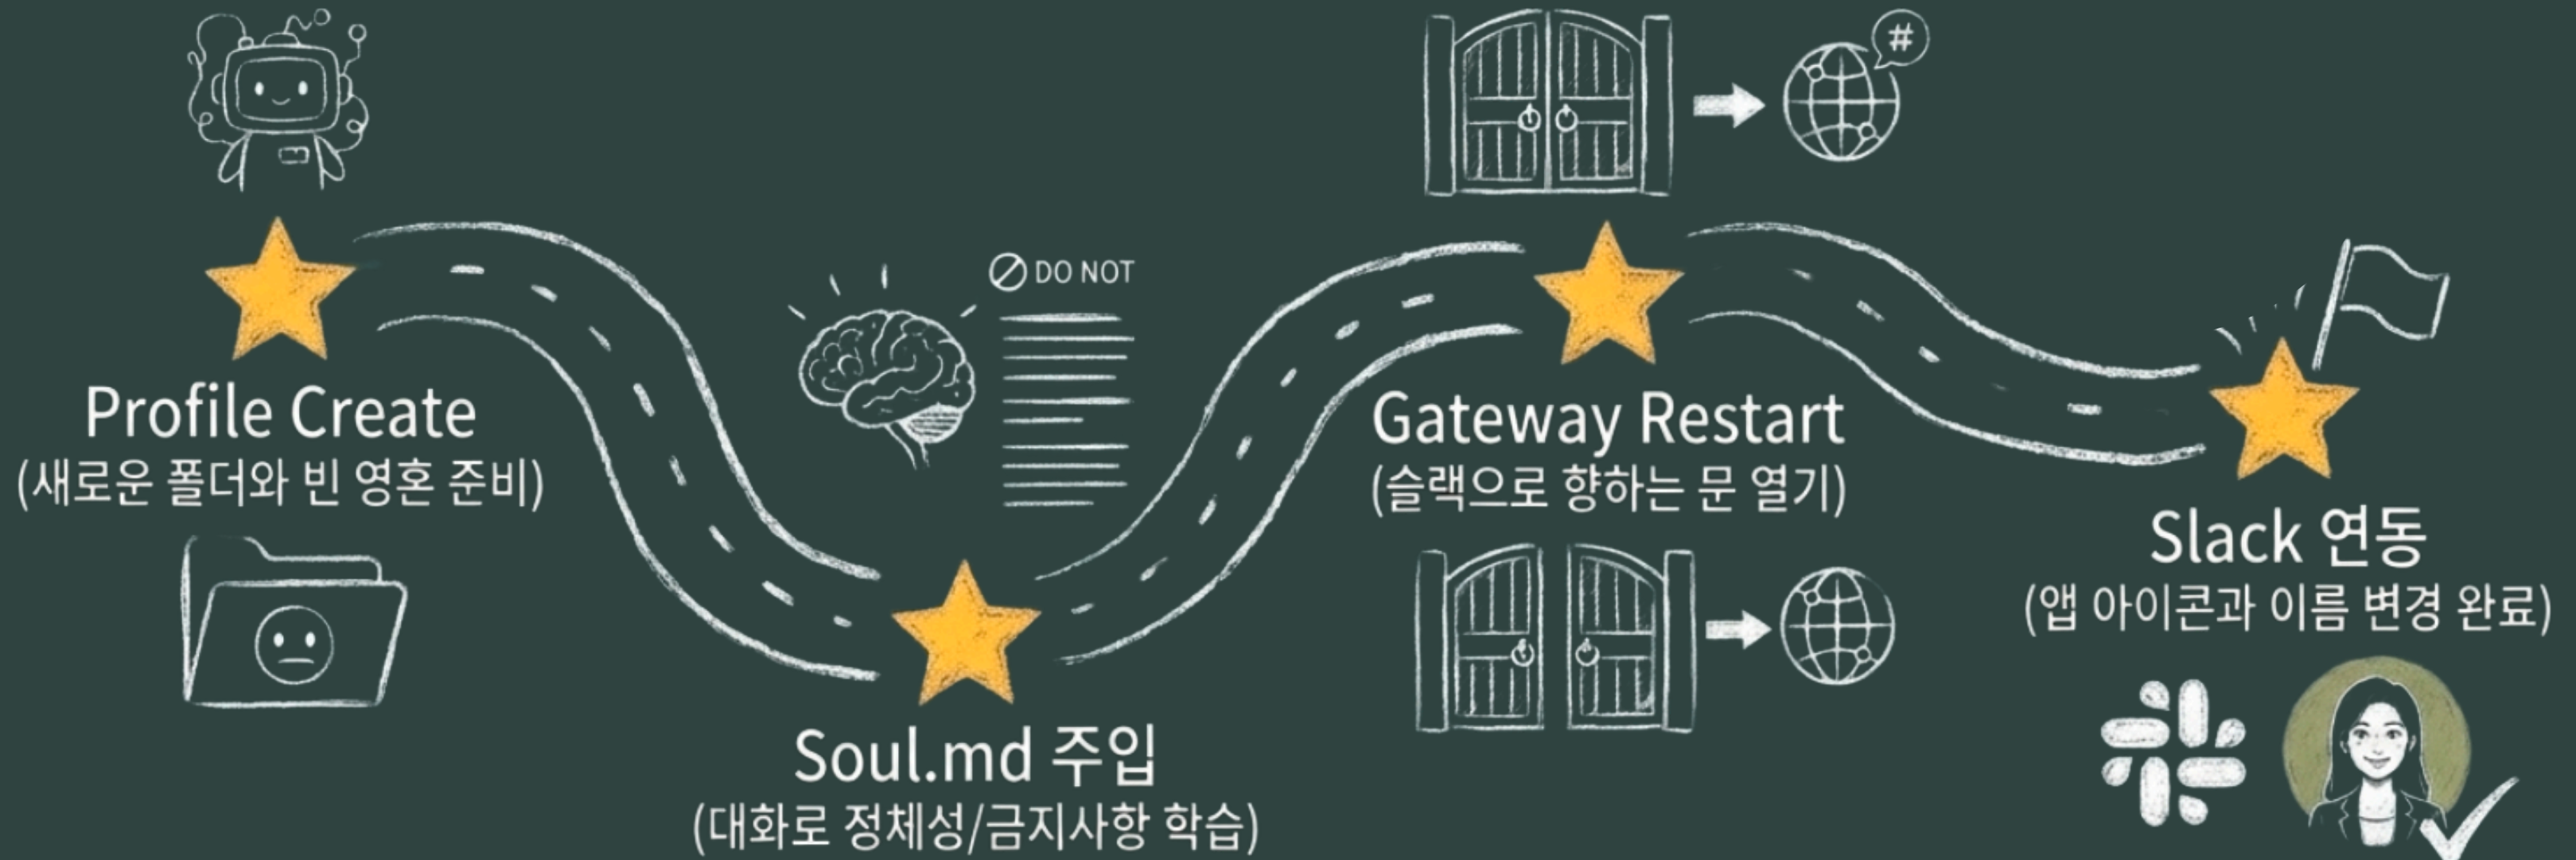 #
DO NOT
Profile Create
(새로운 폴더와 빈 영혼 준비)
Soul.md 주입
(대화로 정체성/금지사항 학습)
Gateway Restart
(슬랙으로 향하는 문 열기)
Slack 연동
(앱 아이콘과 이름 변경 완료)